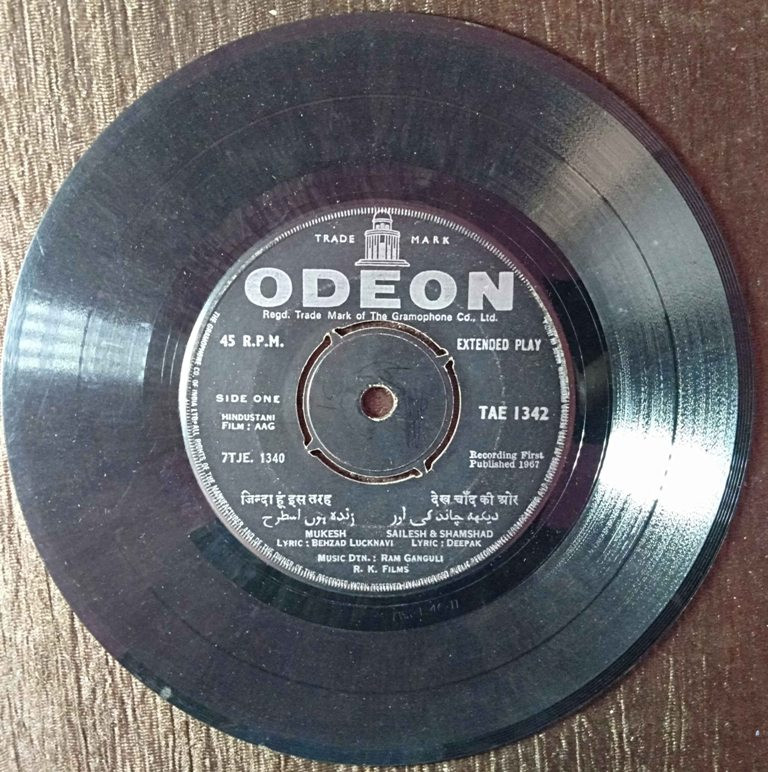 TRADE MARK
ODEON
Regd. Trade Mark of The Gramophone Co., Ltd.
45 R.P.M. EXTENDED PLAY
SIDE ONE
HINDUSTANI
FILM : AAG
TAE 1342
7TJE. 1340
Recording First
Published 1967
जिन्दा हूं इस तरह देख चाँद की ओर
زندہ ہوں اسطرح دیکھہ چاند کی اور
MUKESH SAILESH & SHAMSHAD
LYRIC : BEHZAD LUCKNAVI LYRIC : DEEPAK
MUSIC DTN. : RAM GANGULI
R. K. FILMS